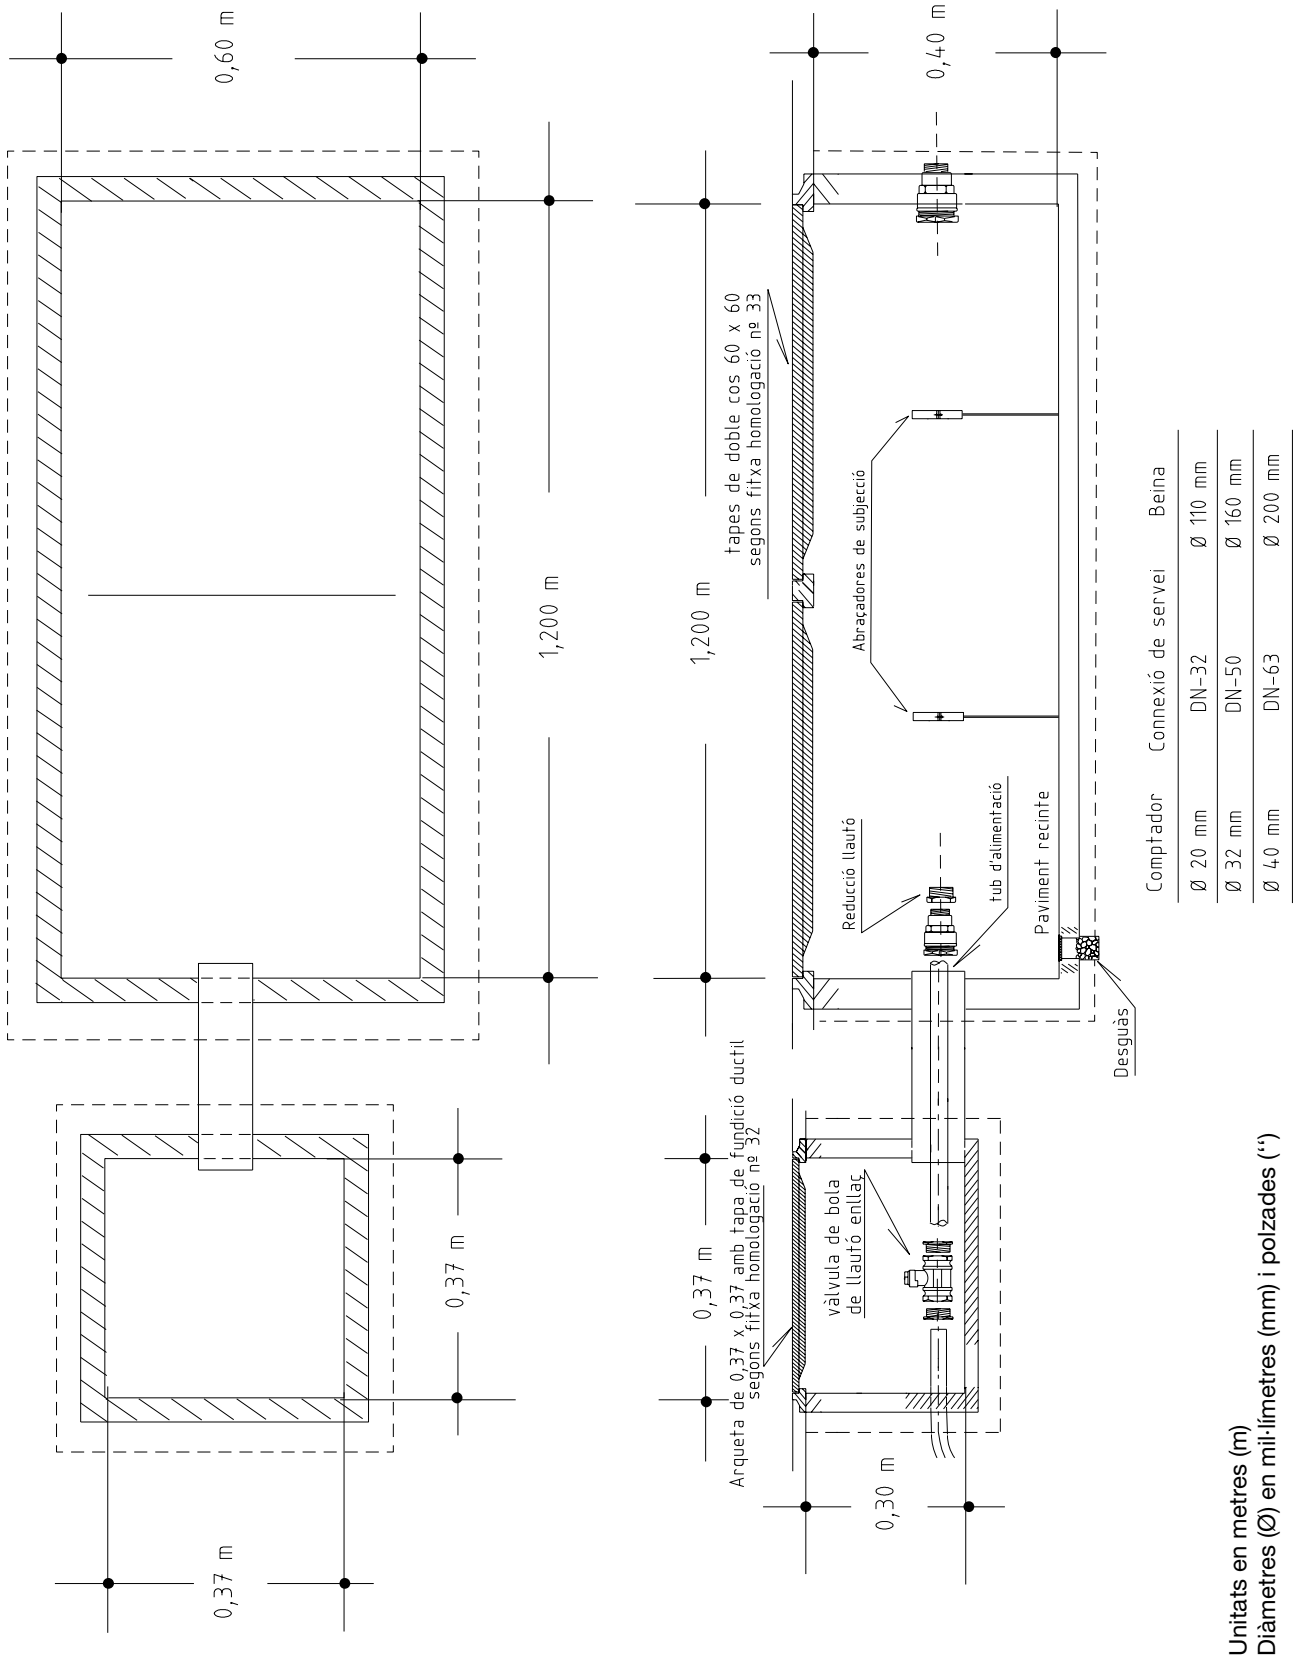 0,60 m
1,200 m
0,37 m
0,37 m
1,200 m
0,37 m
tapes de doble cos 60 x 60
segons fitxa homologació nº 33
0,40 m
Abraçadores de subjecció
Reducció llautó
tub d'alimentació
Paviment recinte
Desguàs
Arqueta de 0,37 x 0,37 amb tapa de fundició ductil
segons fitxa homologació nº 32
vàlvula de bola
de llautó enllaç
0,30 m
Comptador Connexió de servei Beina
Ø 20 mm DN-32 Ø 110 mm
Ø 32 mm DN-50 Ø 160 mm
Ø 40 mm DN-63 Ø 200 mm
Unitats en metres (m)
Diàmetres (Ø) en mil·límetres (mm) i polzades (“)